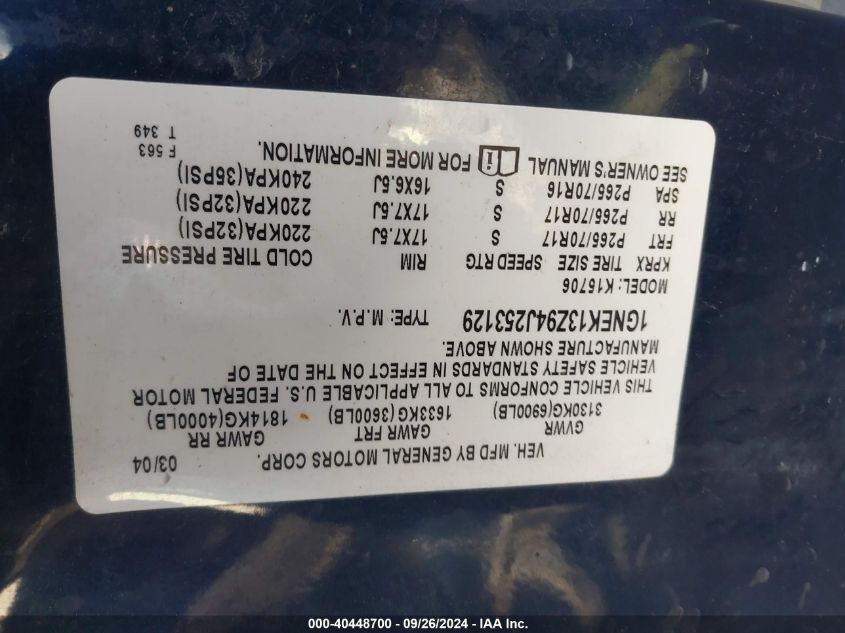 VEH. MFD BY GENERAL MOTORS CORP. 03/04
GVWR GAWR FRT GAWR RR
3130KG(6900LB) 1633KG(3600LB) 1814KG(4000LB)
THIS VEHICLE CONFORMS TO ALL APPLICABLE U.S. FEDERAL MOTOR
VEHICLE SAFETY STANDARDS IN EFFECT ON THE DATE OF
MANUFACTURE SHOWN ABOVE.
1GNEK13Z94J253129 TYPE: M.P.V.
MODEL: K15706
KPRX TIRE SIZE SPEED RTG RIM COLD TIRE PRESSURE
FRT P265/70R17 S 17X7.5J 220KPA(32PSI)
RR P265/70R17 S 17X7.5J 220KPA(32PSI)
SPA P265/70R16 S 16X6.5J 240KPA(35PSI)
SEE OWNER'S MANUAL i FOR MORE INFORMATION.
F 563
T 349
000-40448700 - 09/26/2024 - IAA Inc.